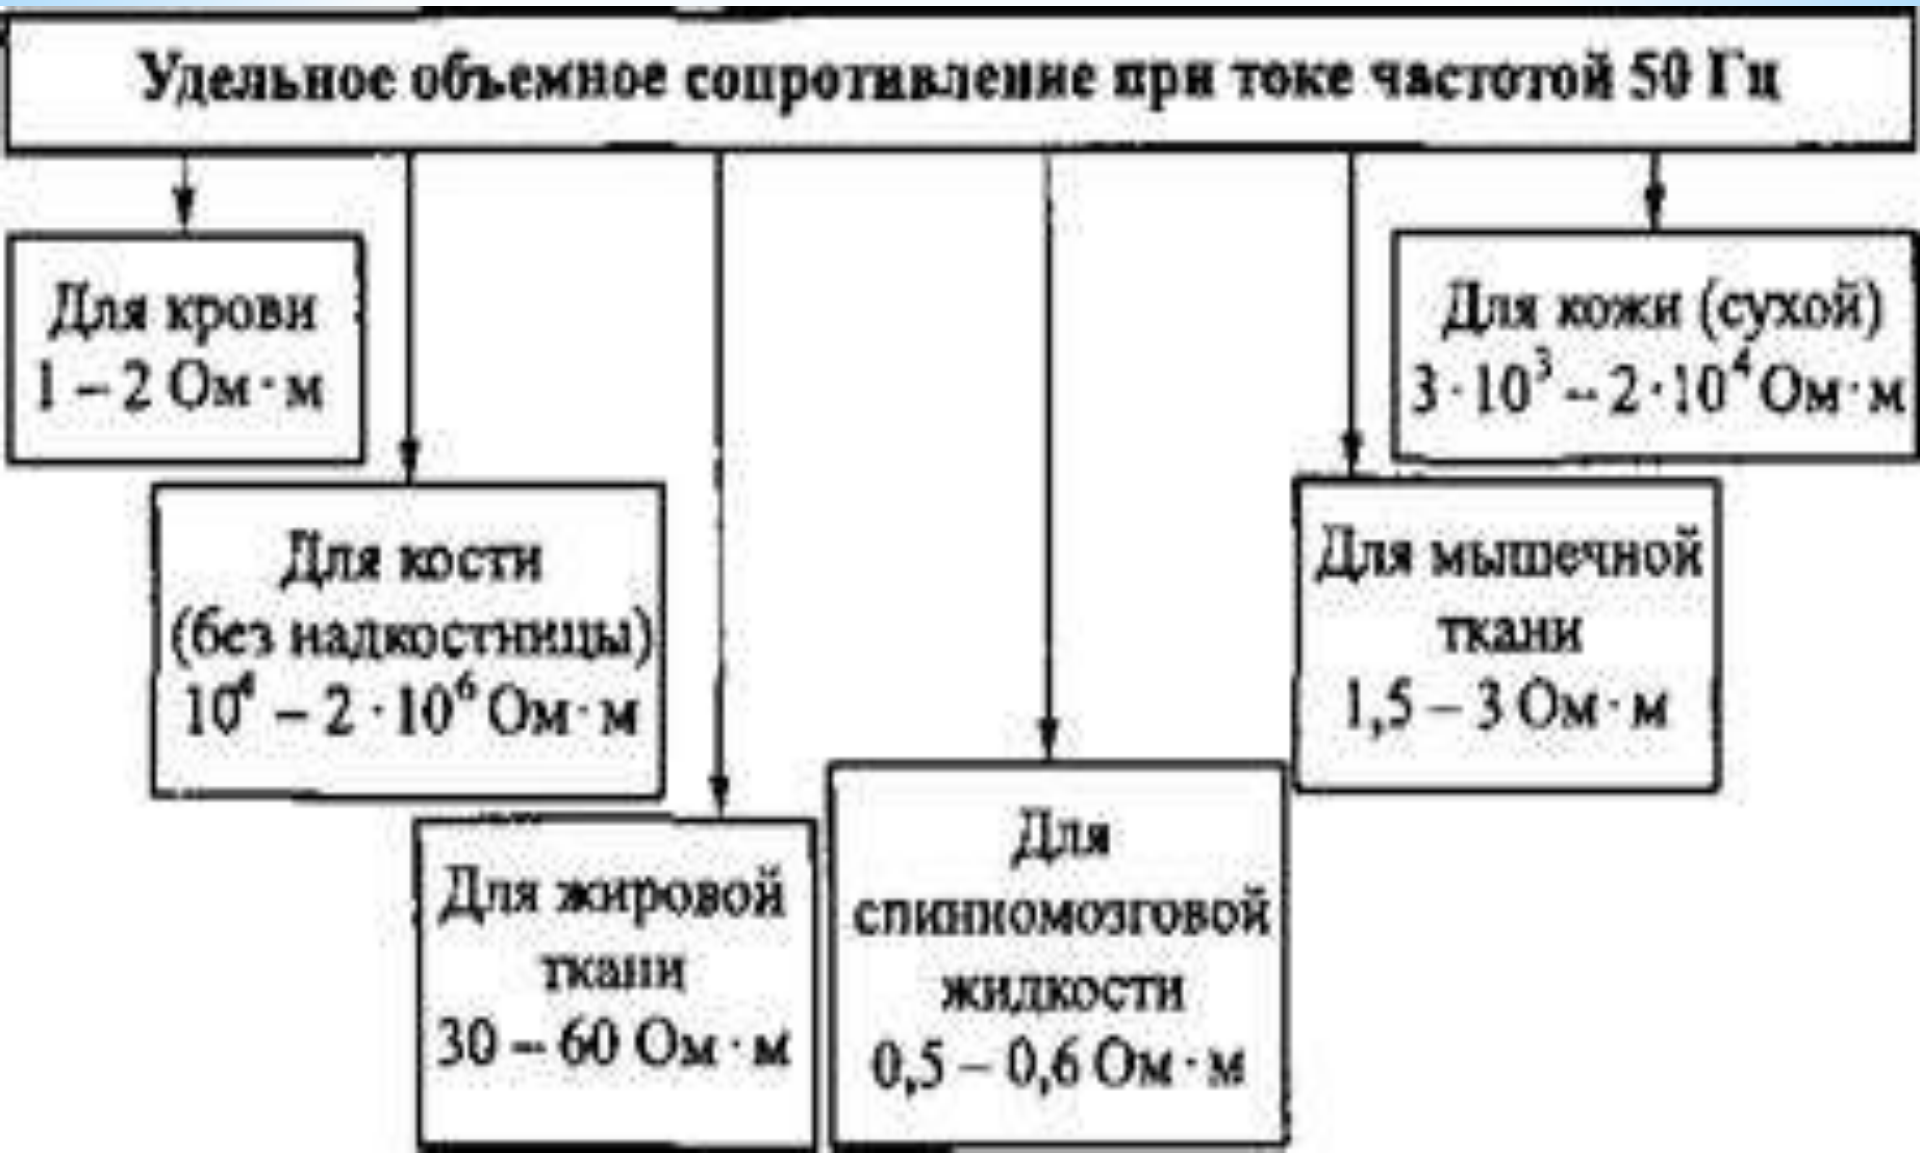 Удельное объемное сопротивление при токе частотой 50 Гц
Для крови
1 – 2 Ом · м
Для кости
(без надкостницы)
10⁴ – 2 · 10⁶ Ом · м
Для жировой
ткани
30 – 60 Ом · м
Для
спинномозговой
жидкости
0,5 – 0,6 Ом · м
Для мышечной
ткани
1,5 – 3 Ом · м
Для кожи (сухой)
3 · 10³ – 2 · 10⁴ Ом · м